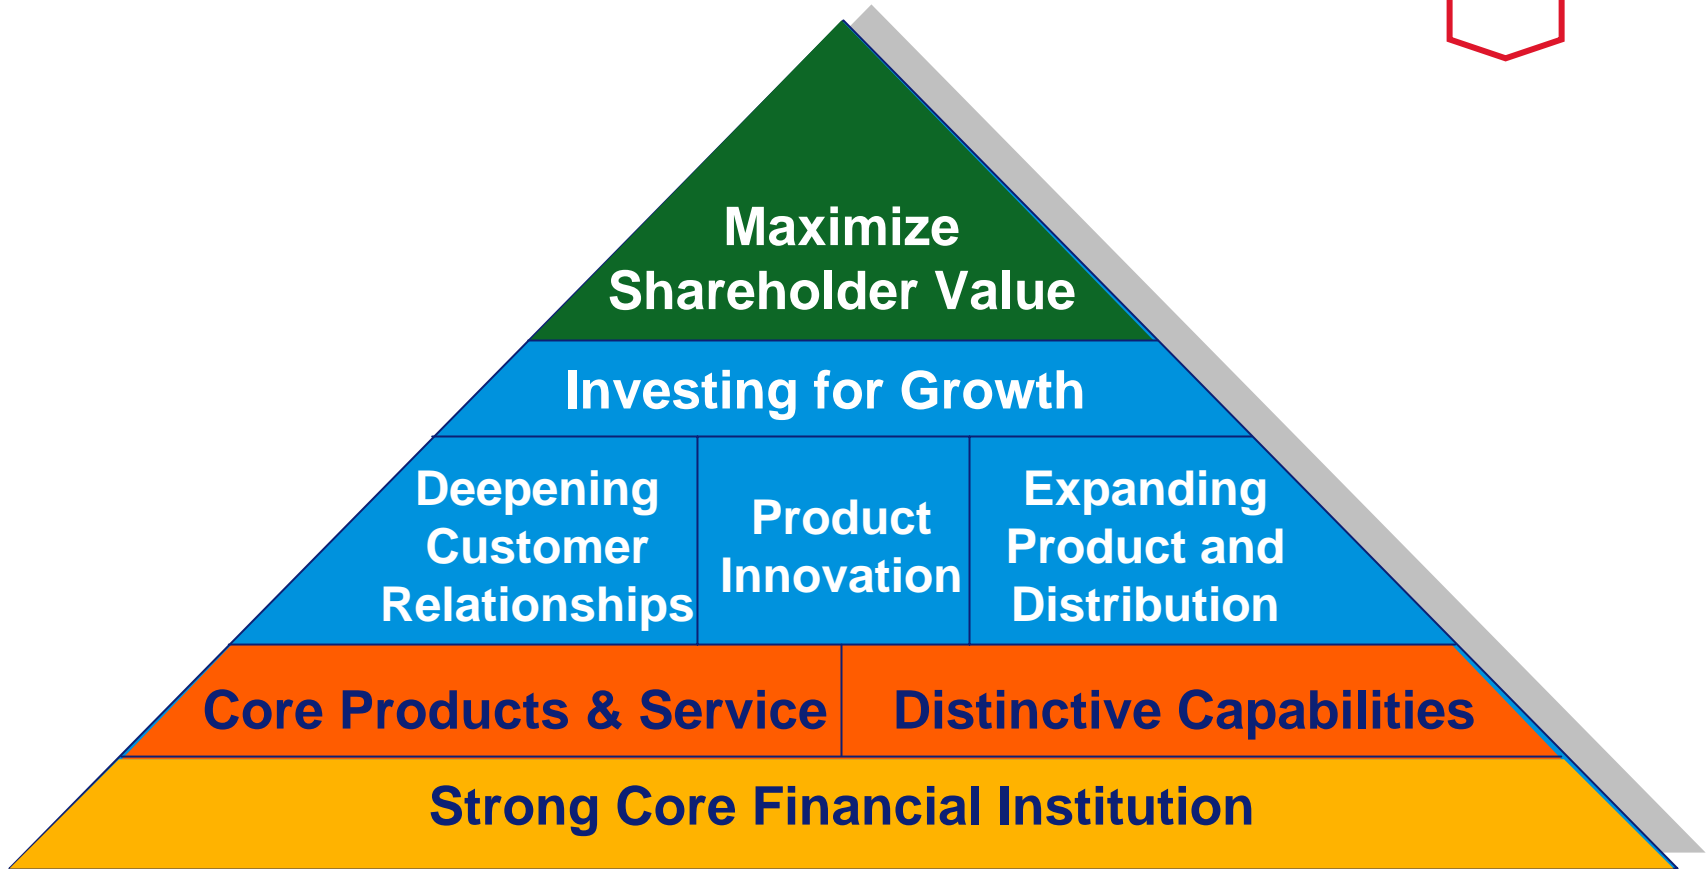 Maximize
Shareholder Value
Investing for Growth
Deepening
Customer
Relationships
Product
Innovation
Expanding
Product and
Distribution
Core Products & Service
Distinctive Capabilities
Strong Core Financial Institution